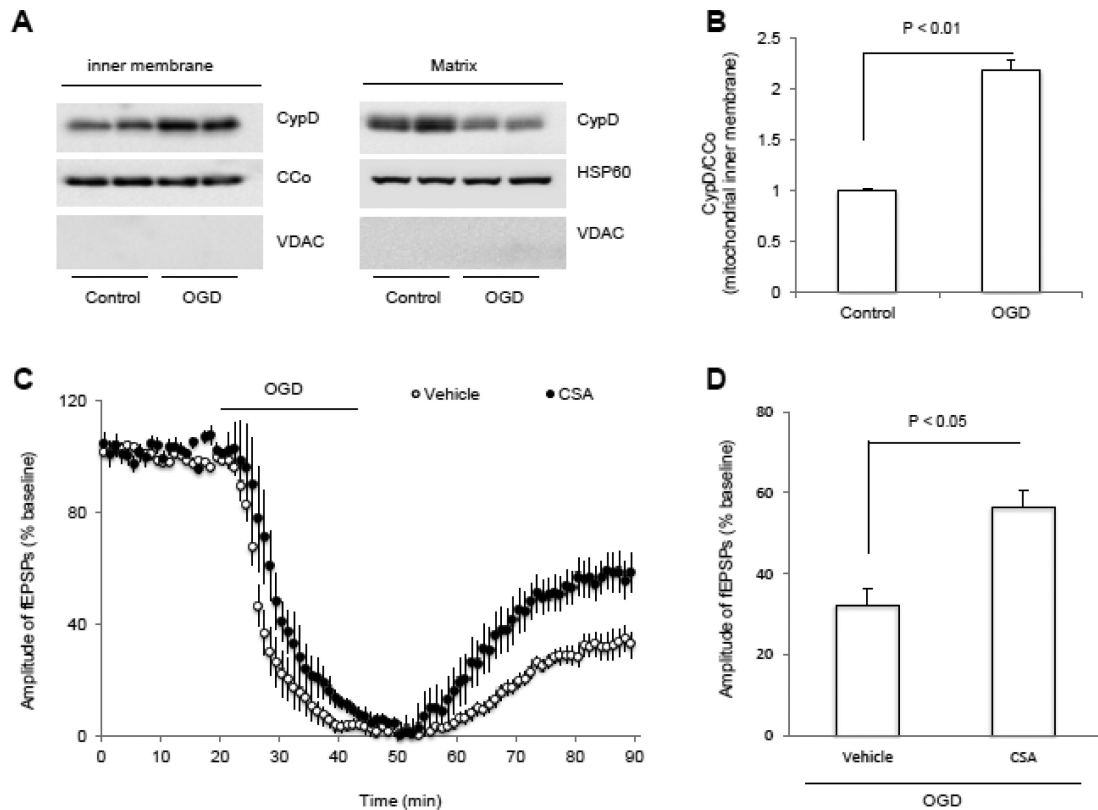 A
inner membrane
Matrix
CypD
CCo
VDAC
CypD
HSP60
VDAC
Control
OGD
Control
OGD
B
P < 0.01
CypD/CCo
(mitochondrial inner membrane)
2.5
2
1.5
1
0.5
0
Control
OGD
C
OGD
Vehicle
CSA
Amplitude of fEPSPs (% baseline)
120
80
40
0
0
10
20
30
40
50
60
70
80
90
Time (min)
D
P < 0.05
Amplitude of fEPSPs (% baseline)
80
60
40
20
0
Vehicle
CSA
OGD